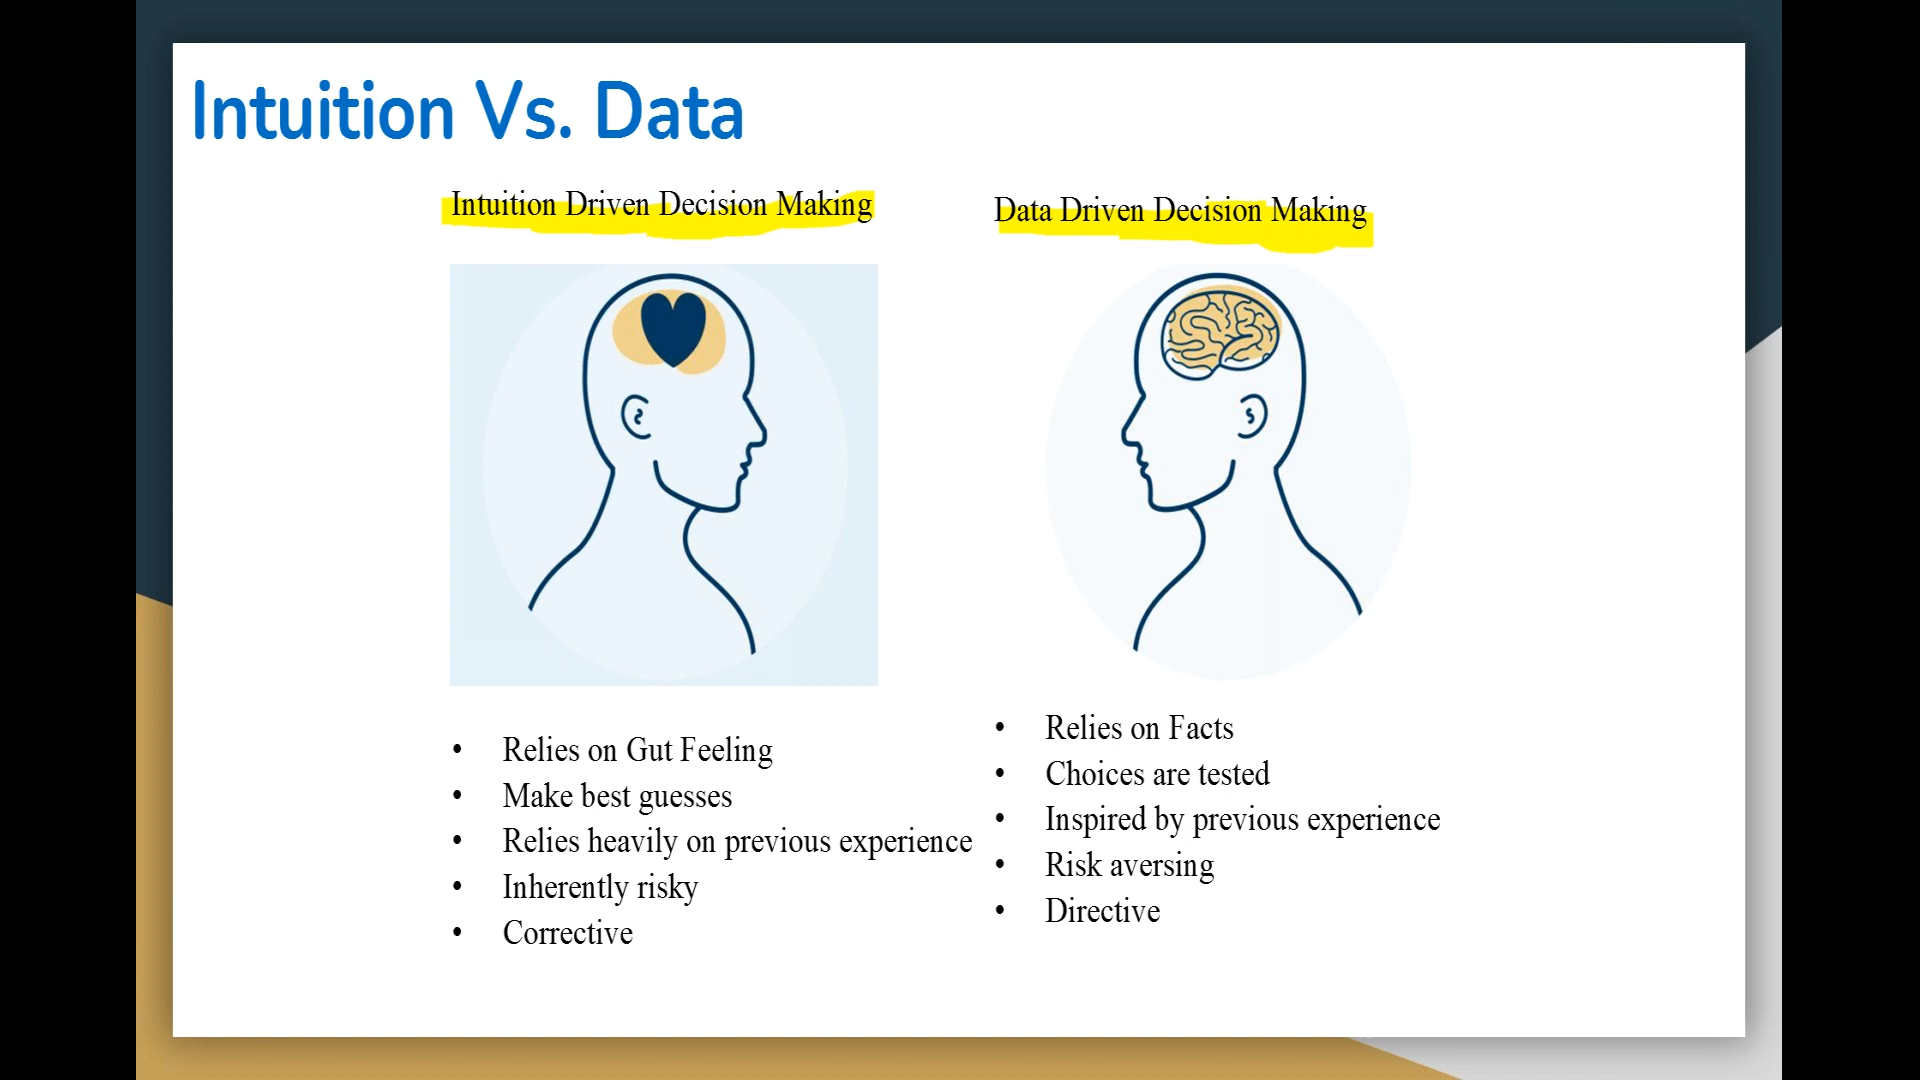 Intuition Vs. Data
Intuition Driven Decision Making
Data Driven Decision Making
• Relies on Gut Feeling
• Make best guesses
• Relies heavily on previous experience
• Inherently risky
• Corrective
• Relies on Facts
• Choices are tested
• Inspired by previous experience
• Risk aversing
• Directive